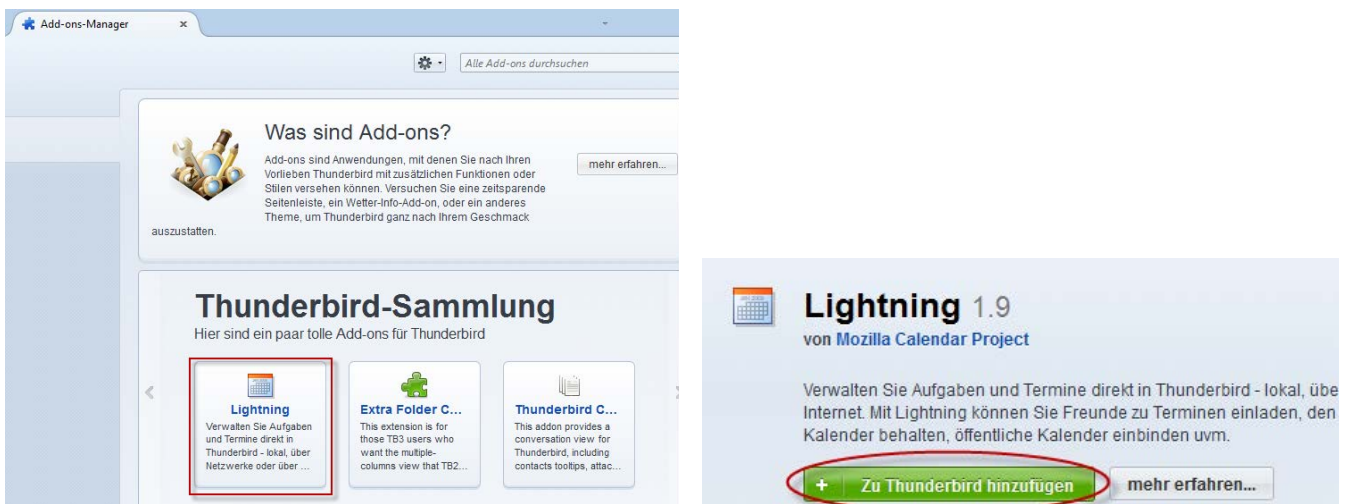 Add-ons-Manager
Alle Add-ons durchsuchen
Was sind Add-ons?
Add-ons sind Anwendungen, mit denen Sie nach Ihren
Vorlieben Thunderbird mit zusätzlichen Funktionen oder
Stilen versehen können. Versuchen Sie eine zeitsparende
Seitenleiste, ein Wetter-Info-Add-on, oder ein anderes
Theme, um Thunderbird ganz nach Ihrem Geschmack
auszustatten.
mehr erfahren...
Thunderbird-Sammlung
Hier sind ein paar tolle Add-ons für Thunderbird
Lightning
Verwalten Sie Aufgaben
und Termine direkt in
Thunderbird - lokal, über
Netzwerke oder über ...
Extra Folder C...
This extension is for
those TB3 users who
want the multiple-
columns view that TB2...
Thunderbird C...
This addon provides a
conversation view for
Thunderbird, including
contacts tooltips, attac...
Lightning 1.9
von Mozilla Calendar Project
Verwalten Sie Aufgaben und Termine direkt in Thunderbird - lokal, übe
Internet. Mit Lightning können Sie Freunde zu Terminen einladen, den
Kalender behalten, öffentliche Kalender einbinden uvm.
Zu Thunderbird hinzufügen
mehr erfahren...